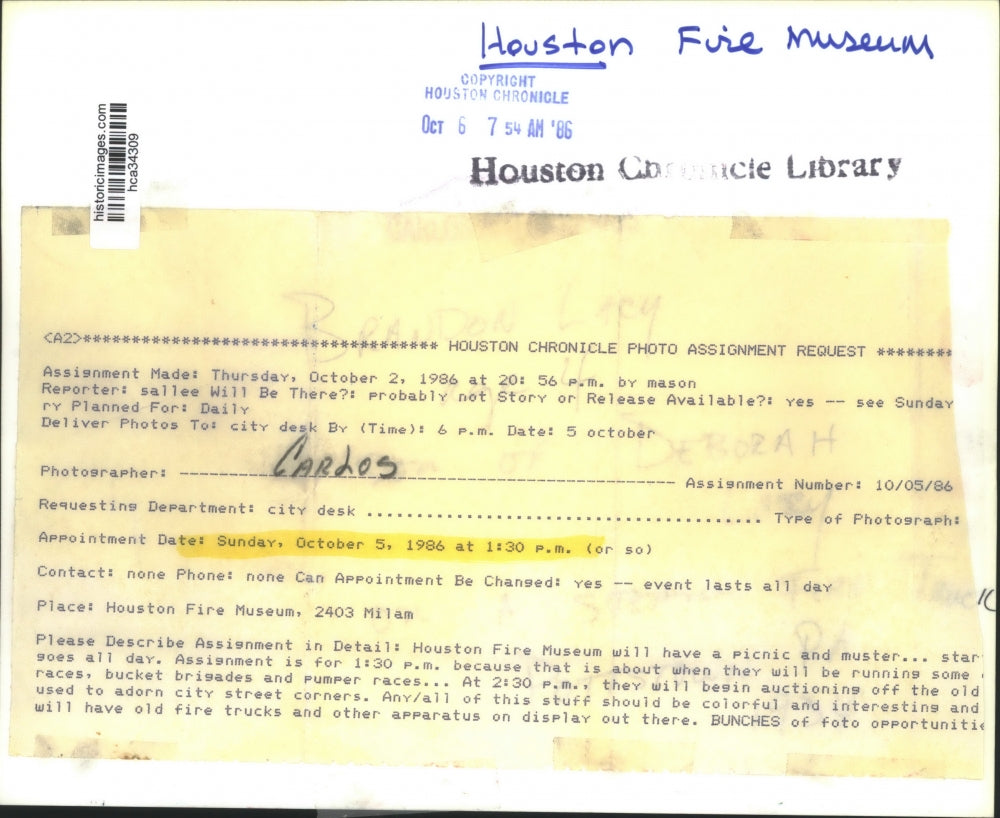 Houston Fire Museum
COPYRIGHT
HOUSTON CHRONICLE
OCT 6 7 54 AM '86
Houston Chronicle Library
historicimages.com
hca34309
BRANDON LACY
<A2>************************************ HOUSTON CHRONICLE PHOTO ASSIGNMENT REQUEST ********
Assignment Made: Thursday, October 2, 1986 at 20: 56 p.m. by mason
Reporter: sallee Will Be There?: probably not Story or Release Available?: yes -- see Sunday
ry Planned For: Daily
Deliver Photos To: city desk By (Time): 6 p.m. Date: 5 october
DEBORAH
CARLOS
Photographer: ---------------------------------------------------- Assignment Number: 10/05/86
Requesting Department: city desk ........................................ Type of Photograph:
Appointment Date: Sunday, October 5, 1986 at 1:30 p.m. (or so)
Contact: none Phone: none Can Appointment Be Changed: yes -- event lasts all day
Place: Houston Fire Museum, 2403 Milam
Please Describe Assignment in Detail: Houston Fire Museum will have a picnic and muster... star
goes all day. Assignment is for 1:30 p.m. because that is about when they will be running some
races, bucket brigades and pumper races... At 2:30 p.m., they will begin auctioning off the old
used to adorn city street corners. Any/all of this stuff should be colorful and interesting and
will have old fire trucks and other apparatus on display out there. BUNCHES of foto opportunitie